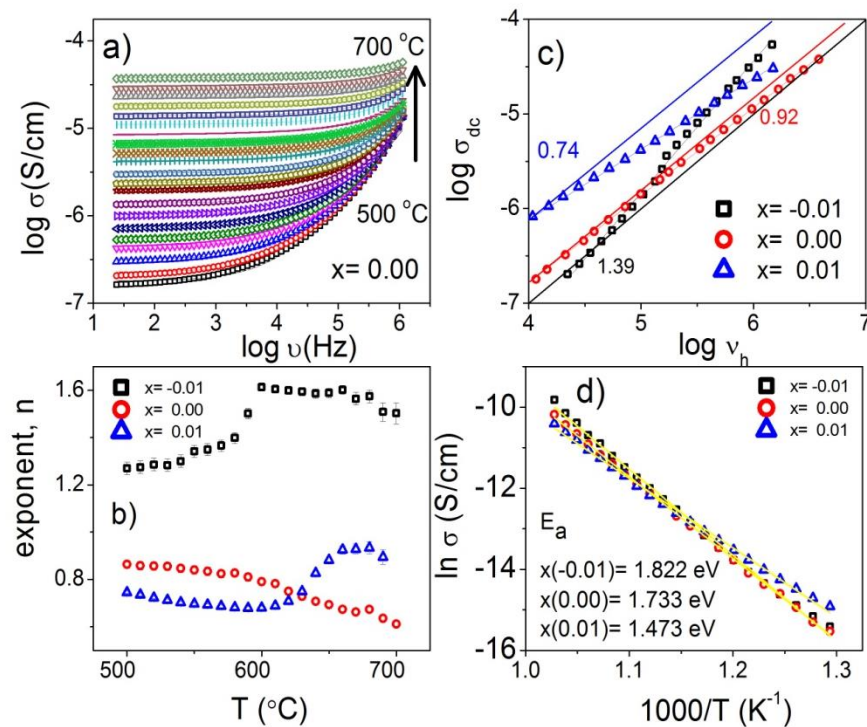 a)
700 °C
500 °C
x= 0.00
log σ(S/cm)
-4
-5
-6
-7
1 2 3 4 5 6 7
log υ(Hz)
c)
0.74
0.92
1.39
x= -0.01
x= 0.00
x= 0.01
log σdc
-4
-5
-6
-7
4 5 6 7
log νh
x= -0.01
x= 0.00
x= 0.01
b)
exponent, n
1.6
1.2
0.8
500 600 700
T (°C)
d)
x= -0.01
x= 0.00
x= 0.01
Ea
x(-0.01)= 1.822 eV
x(0.00)= 1.733 eV
x(0.01)= 1.473 eV
ln σ (S/cm)
-10
-12
-14
-16
1.0 1.1 1.2 1.3
1000/T (K-1)